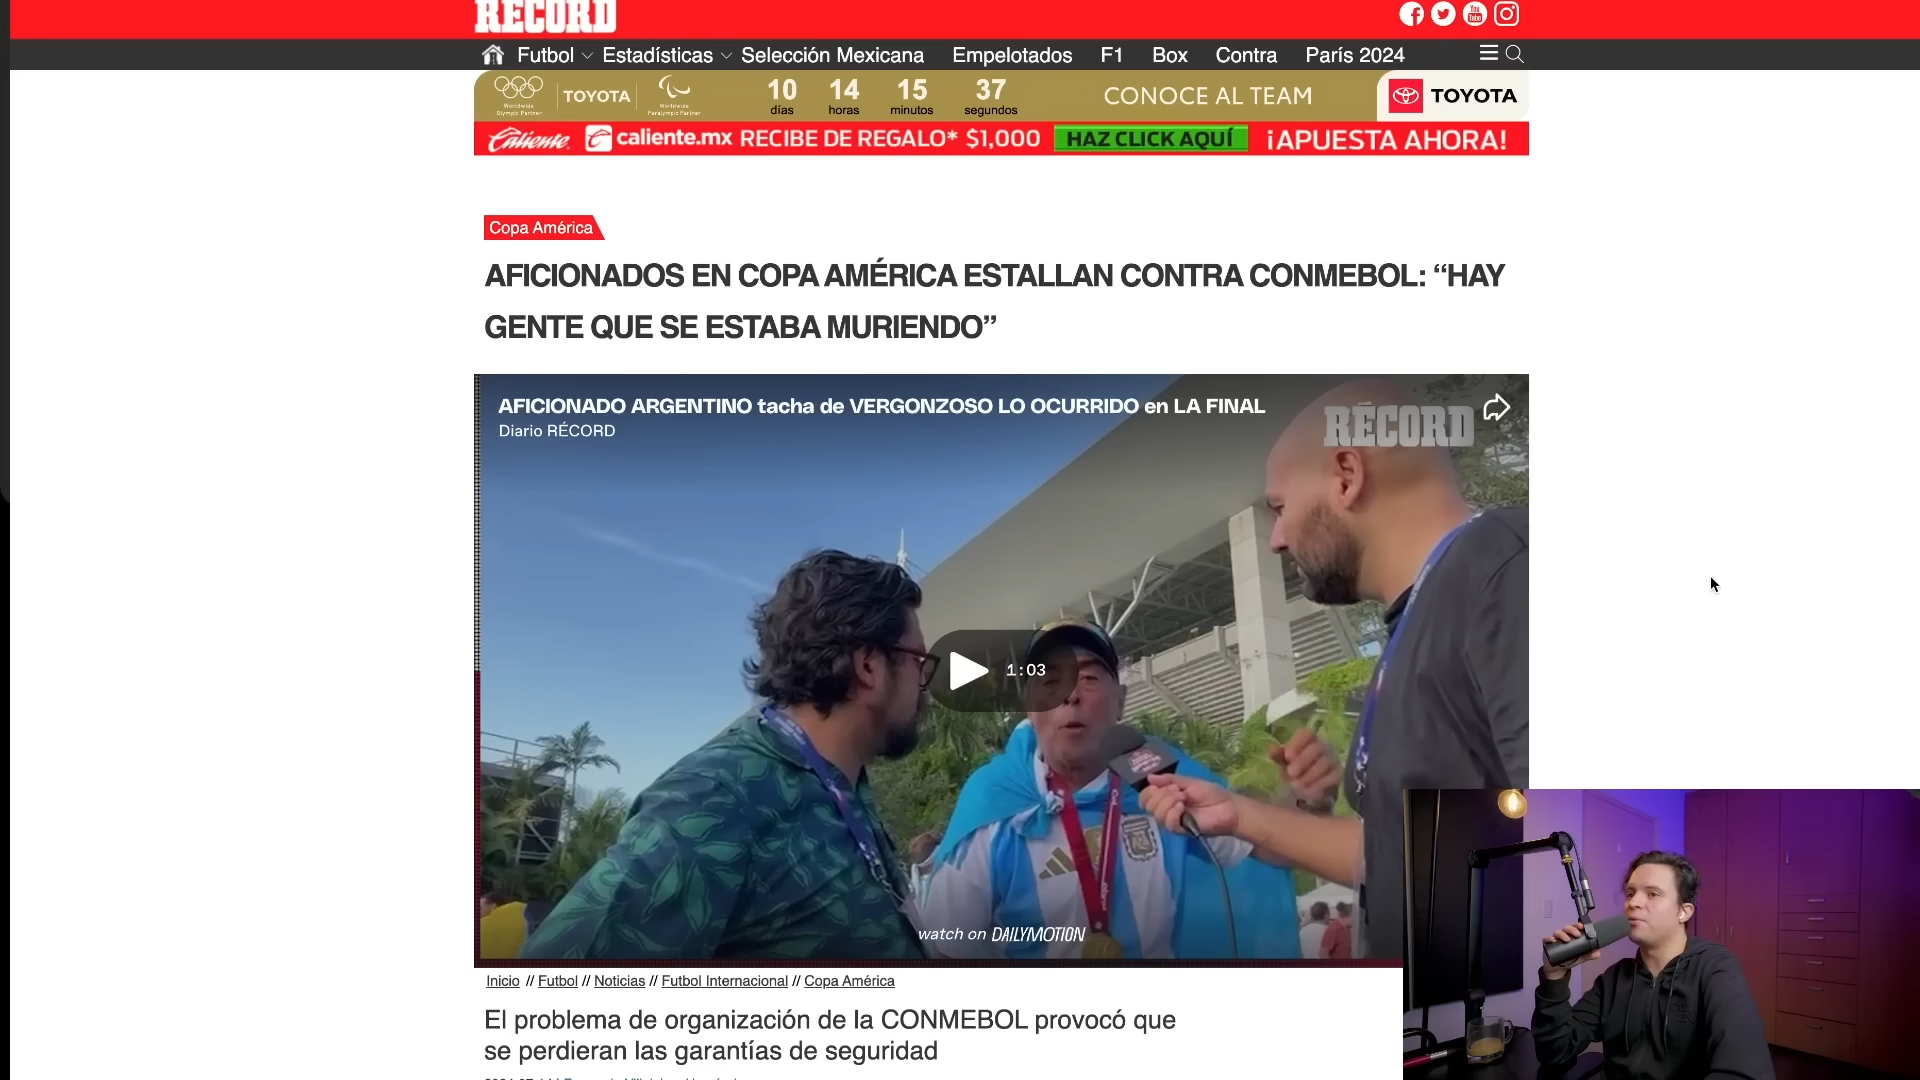 RÉCORD
Futbol Estadísticas Selección Mexicana Empelotados F1 Box Contra París 2024
TOYOTA 10 días 14 horas 15 minutos 37 segundos CONOCE AL TEAM TOYOTA
Caliente caliente.mx RECIBE DE REGALO* $1,000 HAZ CLICK AQUÍ ¡APUESTA AHORA!
Copa América
AFICIONADOS EN COPA AMÉRICA ESTALLAN CONTRA CONMEBOL: “HAY
GENTE QUE SE ESTABA MURIENDO”
AFICIONADO ARGENTINO tacha de VERGONZOSO LO OCURRIDO en LA FINAL
Diario RÉCORD
RÉCORD
1:03
watch on DAILYMOTION
Inicio // Futbol // Noticias // Futbol Internacional // Copa América
El problema de organización de la CONMEBOL provocó que
se perdieran las garantías de seguridad